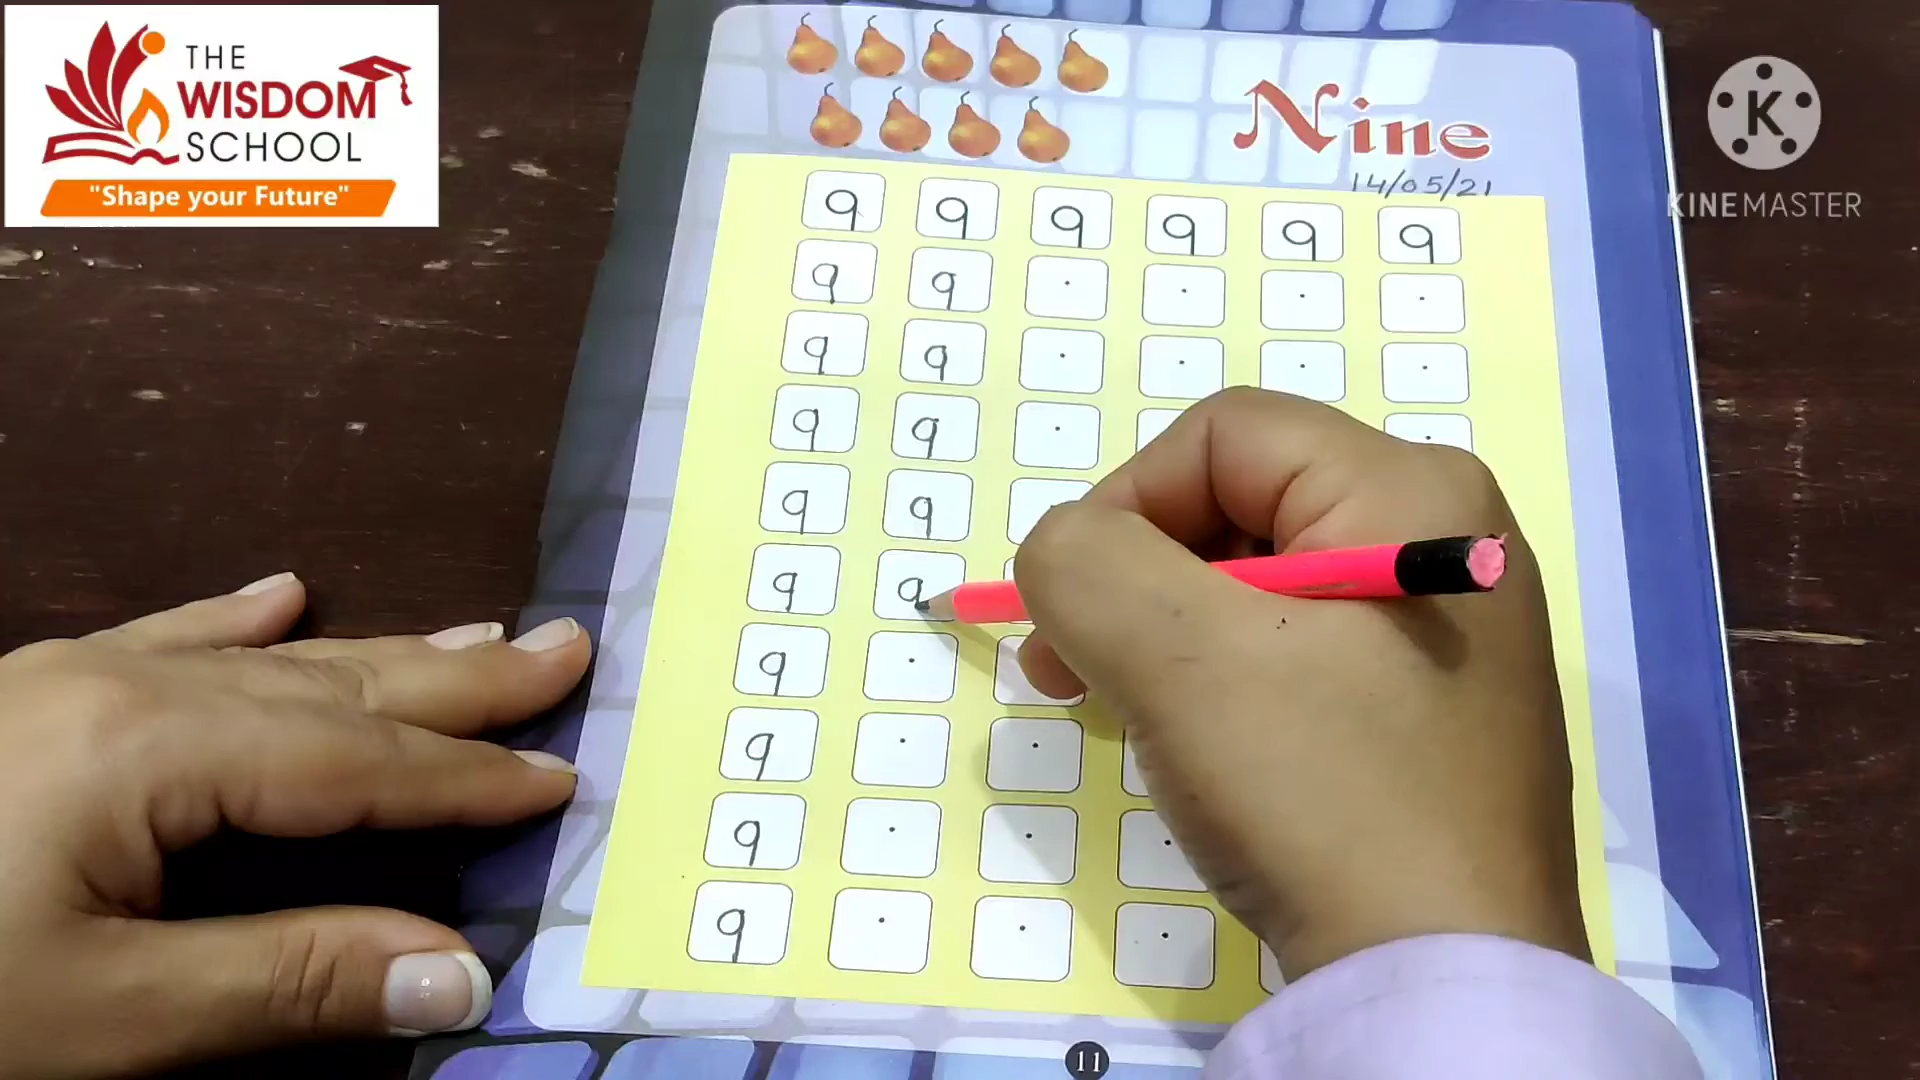 THE
WISDOM
SCHOOL
"Shape your Future"
K
KINEMASTER
Nine
14/05/21
9 9 9 9 9 9
9 9
9 9
9 9
9 9
9 9
9
9
9
9
11